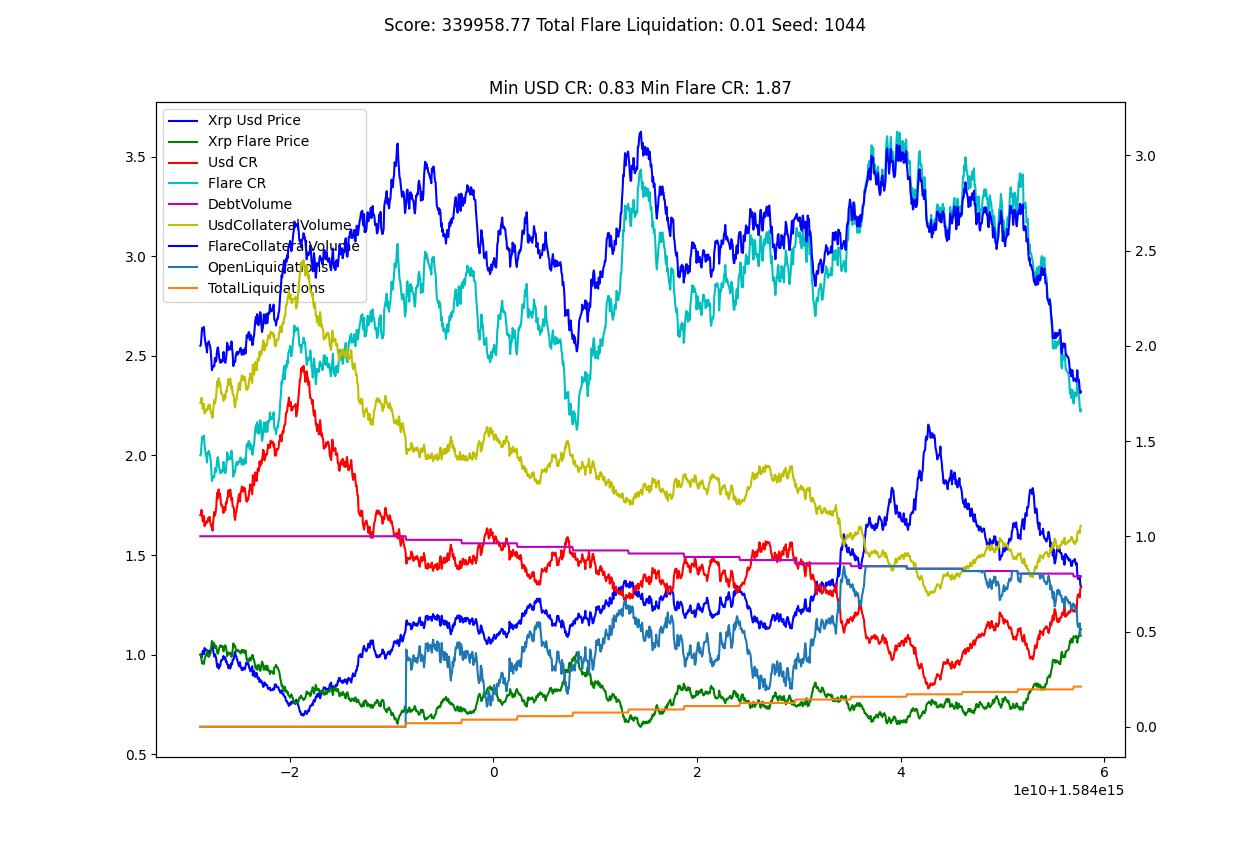 Score: 339958.77 Total Flare Liquidation: 0.01 Seed: 1044
Min USD CR: 0.83 Min Flare CR: 1.87
Xrp Usd Price
Xrp Flare Price
Usd CR
Flare CR
DebtVolume
UsdCollateralVolume
FlareCollateralVolume
OpenLiquidations
TotalLiquidations
3.5
3.0
2.5
2.0
1.5
1.0
0.5
3.0
2.5
2.0
1.5
1.0
0.5
0.0
−2 0 2 4 6
1e10+1.584e15